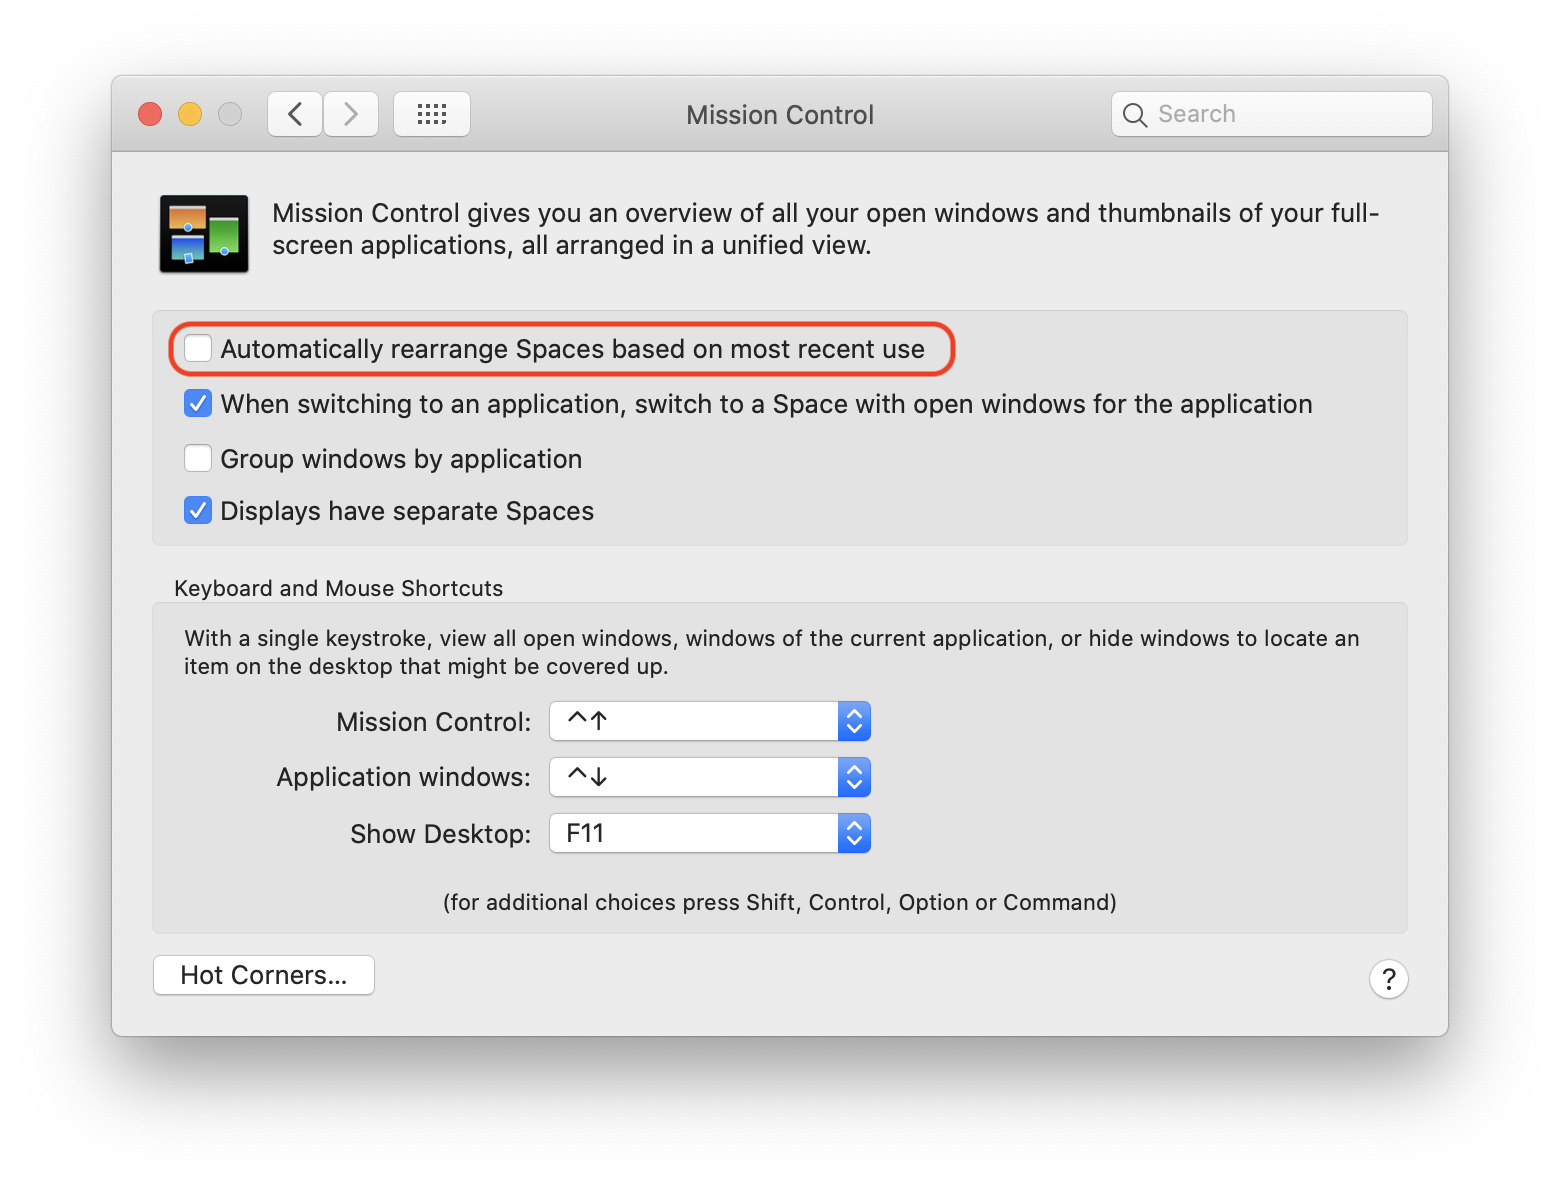 Mission Control
Search
Mission Control gives you an overview of all your open windows and thumbnails of your full-
screen applications, all arranged in a unified view.
Automatically rearrange Spaces based on most recent use
When switching to an application, switch to a Space with open windows for the application
Group windows by application
Displays have separate Spaces
Keyboard and Mouse Shortcuts
With a single keystroke, view all open windows, windows of the current application, or hide windows to locate an
item on the desktop that might be covered up.
Mission Control: ^↑
Application windows: ^↓
Show Desktop: F11
(for additional choices press Shift, Control, Option or Command)
Hot Corners... ?